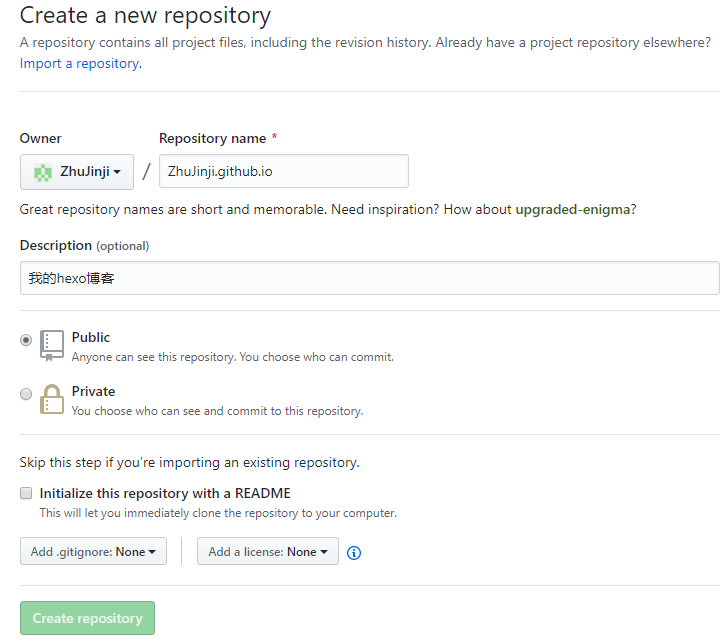 Create a new repository
A repository contains all project files, including the revision history. Already have a project repository elsewhere?
Import a repository.
Owner
Repository name *
ZhuJinji / ZhuJinji.github.io
Great repository names are short and memorable. Need inspiration? How about upgraded-enigma?
Description (optional)
我的hexo博客
Public
Anyone can see this repository. You choose who can commit.
Private
You choose who can see and commit to this repository.
Skip this step if you’re importing an existing repository.
Initialize this repository with a README
This will let you immediately clone the repository to your computer.
Add .gitignore: None Add a license: None
Create repository